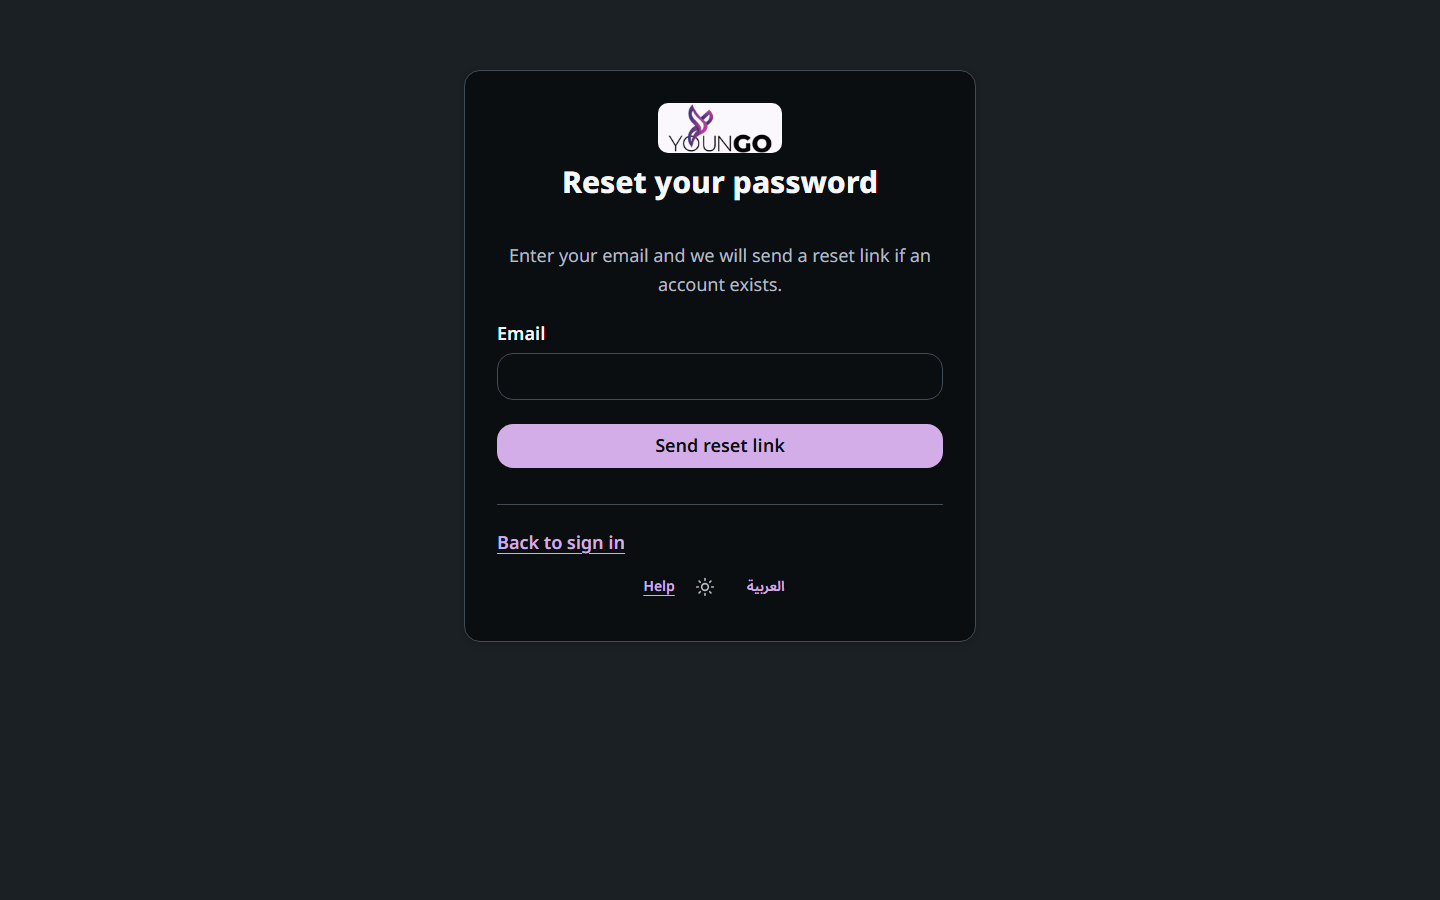 YOUNGO
Reset your password
Enter your email and we will send a reset link if an
account exists.
Email
Send reset link
Back to sign in
Help
العربية